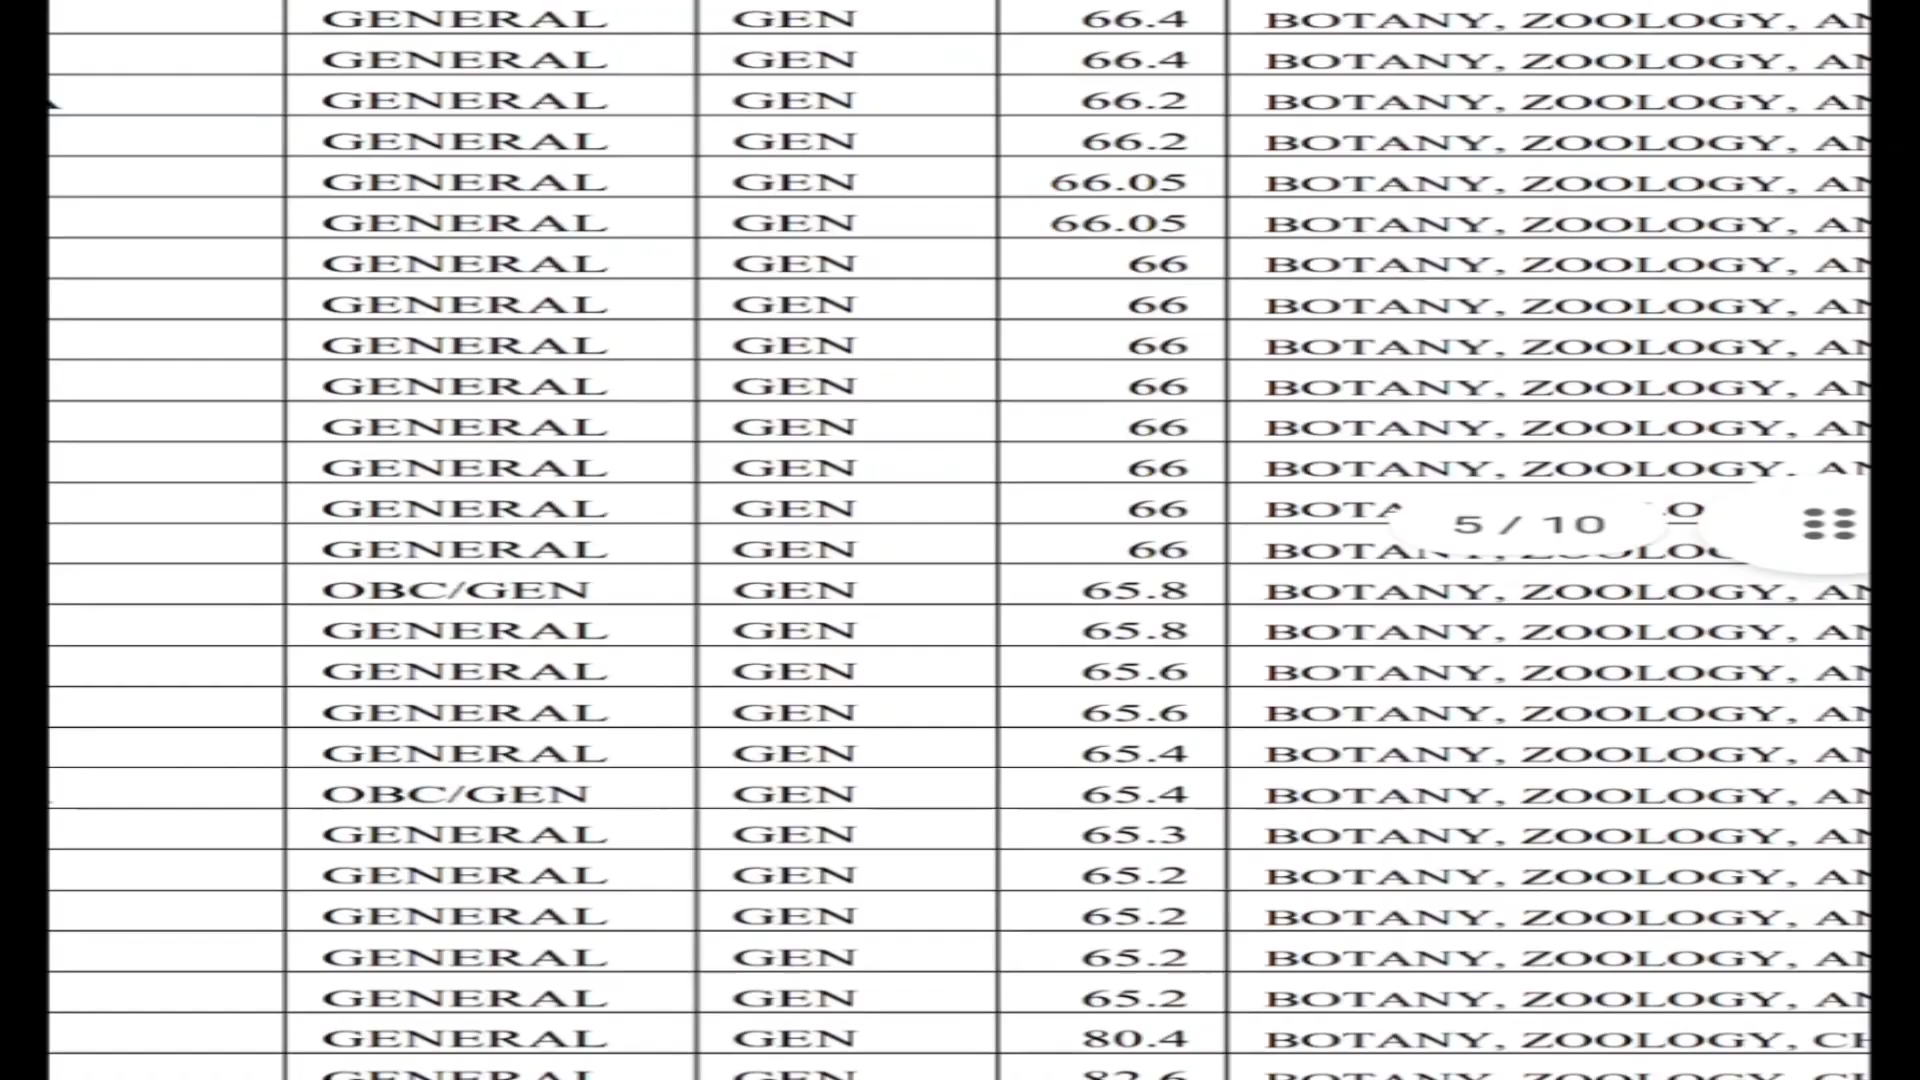 GENERAL GEN 66.4 BOTANY, ZOOLOGY, AN
GENERAL GEN 66.4 BOTANY, ZOOLOGY, AN
GENERAL GEN 66.2 BOTANY, ZOOLOGY, AN
GENERAL GEN 66.2 BOTANY, ZOOLOGY, AN
GENERAL GEN 66.05 BOTANY, ZOOLOGY, AN
GENERAL GEN 66.05 BOTANY, ZOOLOGY, AN
GENERAL GEN 66 BOTANY, ZOOLOGY, AN
GENERAL GEN 66 BOTANY, ZOOLOGY, AN
GENERAL GEN 66 BOTANY, ZOOLOGY, AN
GENERAL GEN 66 BOTANY, ZOOLOGY, AN
GENERAL GEN 66 BOTANY, ZOOLOGY, AN
GENERAL GEN 66 BOTANY, ZOOLOGY, AN
GENERAL GEN 66
5 / 10
GENERAL GEN 66
OBC/GEN GEN 65.8 BOTANY, ZOOLOGY, AN
GENERAL GEN 65.8 BOTANY, ZOOLOGY, AN
GENERAL GEN 65.6 BOTANY, ZOOLOGY, AN
GENERAL GEN 65.6 BOTANY, ZOOLOGY, AN
GENERAL GEN 65.4 BOTANY, ZOOLOGY, AN
OBC/GEN GEN 65.4 BOTANY, ZOOLOGY, AN
GENERAL GEN 65.3 BOTANY, ZOOLOGY, AN
GENERAL GEN 65.2 BOTANY, ZOOLOGY, AN
GENERAL GEN 65.2 BOTANY, ZOOLOGY, AN
GENERAL GEN 65.2 BOTANY, ZOOLOGY, AN
GENERAL GEN 65.2 BOTANY, ZOOLOGY, AN
GENERAL GEN 80.4 BOTANY, ZOOLOGY, CH